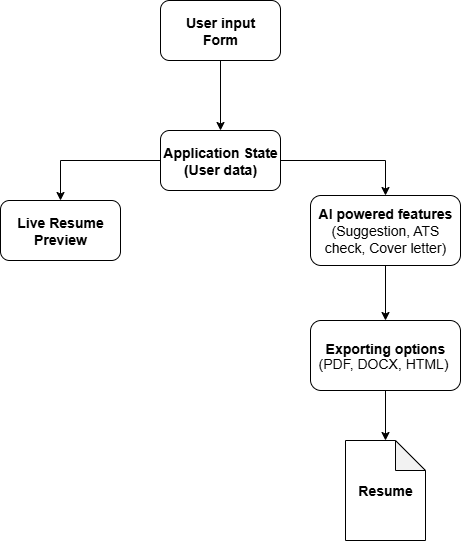 User input
Form
Application State
(User data)
Live Resume
Preview
AI powered features
(Suggestion, ATS
check, Cover letter)
Exporting options
(PDF, DOCX, HTML)
Resume